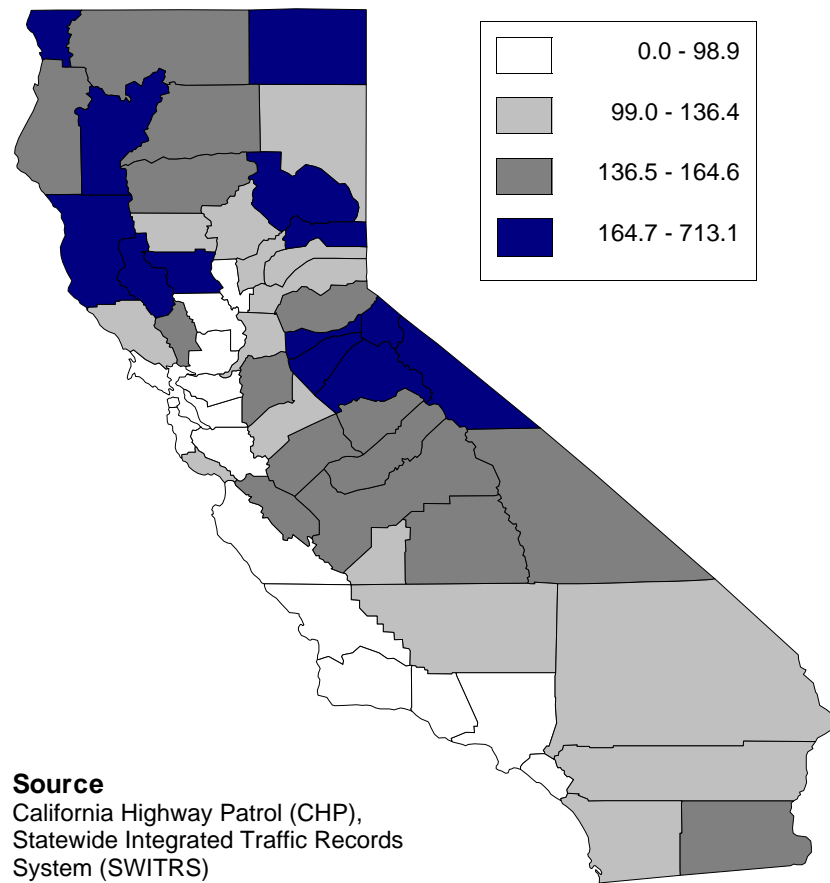 0.0 - 98.9
99.0 - 136.4
136.5 - 164.6
164.7 - 713.1
Source
California Highway Patrol (CHP),
Statewide Integrated Traffic Records
System (SWITRS)